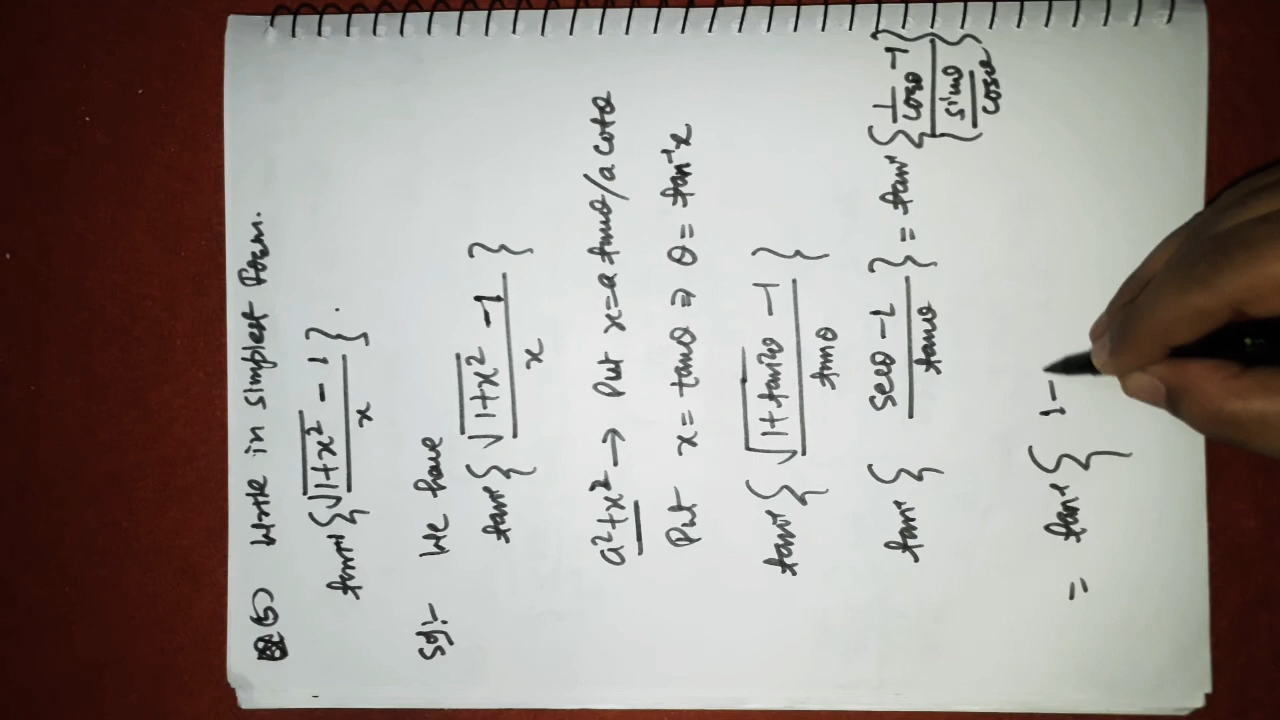 Q(5) Write in simplest form.
tan⁻¹{√(1+x²) - 1 / x}.
Sol:- We have
tan⁻¹{√(1+x²) - 1 / x}
a²+x² → Put x=a tanθ/a cotθ
Put x = tanθ ⇒ θ = tan⁻¹x
tan⁻¹{√(1+tan²θ) - 1 / tanθ}
tan⁻¹{secθ - 1 / tanθ} = tan⁻¹{(1/cosθ - 1) / (sinθ/cosθ)}
= tan⁻¹{1-